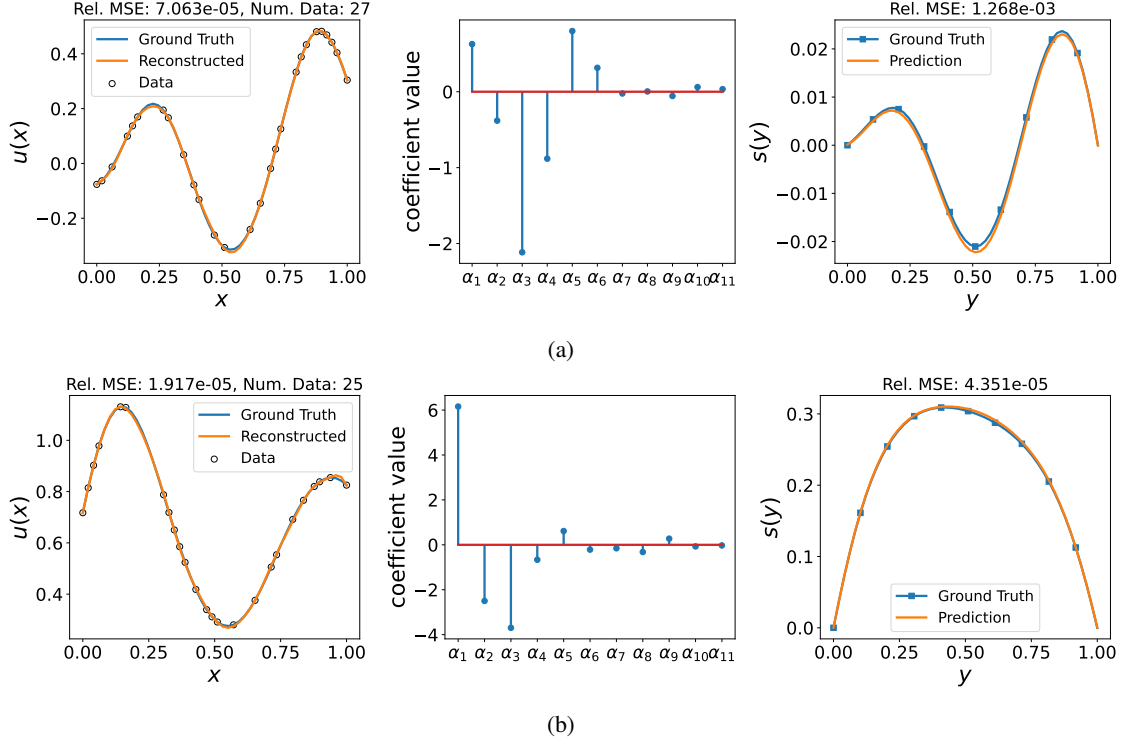 Rel. MSE: 7.063e-05, Num. Data: 27
Ground Truth
Reconstructed
Data
0.4
0.2
0.0
−0.2
u(x)
0.00 0.25 0.50 0.75 1.00
x
coefficient value
0
−1
−2
α1 α2 α3 α4 α5 α6 α7 α8 α9 α10 α11
Rel. MSE: 1.268e-03
Ground Truth
Prediction
0.02
0.01
0.00
−0.01
−0.02
s(y)
0.00 0.25 0.50 0.75 1.00
y
(a)
Rel. MSE: 1.917e-05, Num. Data: 25
Ground Truth
Reconstructed
Data
1.0
0.8
0.6
0.4
u(x)
0.00 0.25 0.50 0.75 1.00
x
coefficient value
6
4
2
0
−2
−4
α1 α2 α3 α4 α5 α6 α7 α8 α9 α10 α11
Rel. MSE: 4.351e-05
0.3
0.2
0.1
0.0
s(y)
Ground Truth
Prediction
0.00 0.25 0.50 0.75 1.00
y
(b)